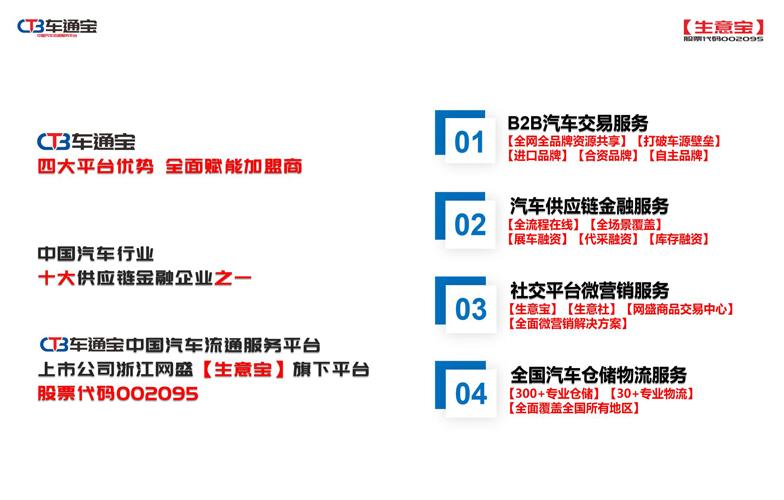 CTB车通宝
中国汽车流通服务平台
【生意宝】
股票代码002095
CTB车通宝
四大平台优势 全面赋能加盟商
中国汽车行业
十大供应链金融企业之一
CTB车通宝中国汽车流通服务平台
上市公司浙江网盛【生意宝】旗下平台
股票代码002095
01
B2B汽车交易服务
【全网全品牌资源共享】【打破车源壁垒】
【进口品牌】【合资品牌】【自主品牌】
02
汽车供应链金融服务
【全流程在线】【全场景覆盖】
【展车融资】【代采融资】【库存融资】
03
社交平台微营销服务
【生意宝】【生意社】【网盛商品交易中心】
【全面微营销解决方案】
04
全国汽车仓储物流服务
【300+专业仓储】【30+专业物流】
【全面覆盖全国所有地区】